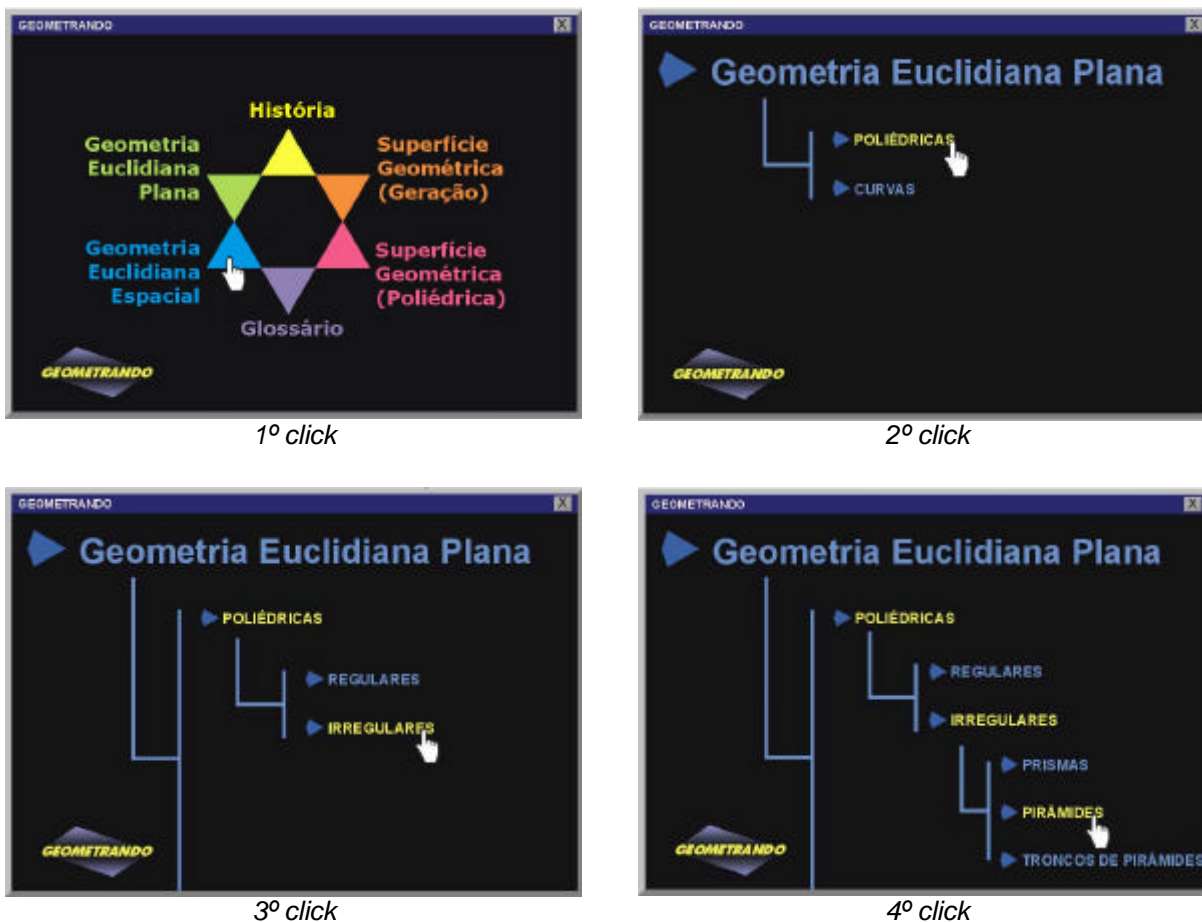 GEOMETRANDO
X
História
Geometria
Euclidiana
Plana
Superfície
Geométrica
(Geração)
Geometria
Euclidiana
Espacial
Superfície
Geométrica
(Poliédrica)
Glossário
GEOMETRANDO
1º click
GEOMETRANDO
X
Geometria Euclidiana Plana
POLIÉDRICAS
CURVAS
GEOMETRANDO
2º click
GEOMETRANDO
X
Geometria Euclidiana Plana
POLIÉDRICAS
REGULARES
IRREGULARES
GEOMETRANDO
3º click
GEOMETRANDO
X
Geometria Euclidiana Plana
POLIÉDRICAS
REGULARES
IRREGULARES
PRISMAS
PIRÂMIDES
TRONCOS DE PIRÂMIDES
GEOMETRANDO
4º click